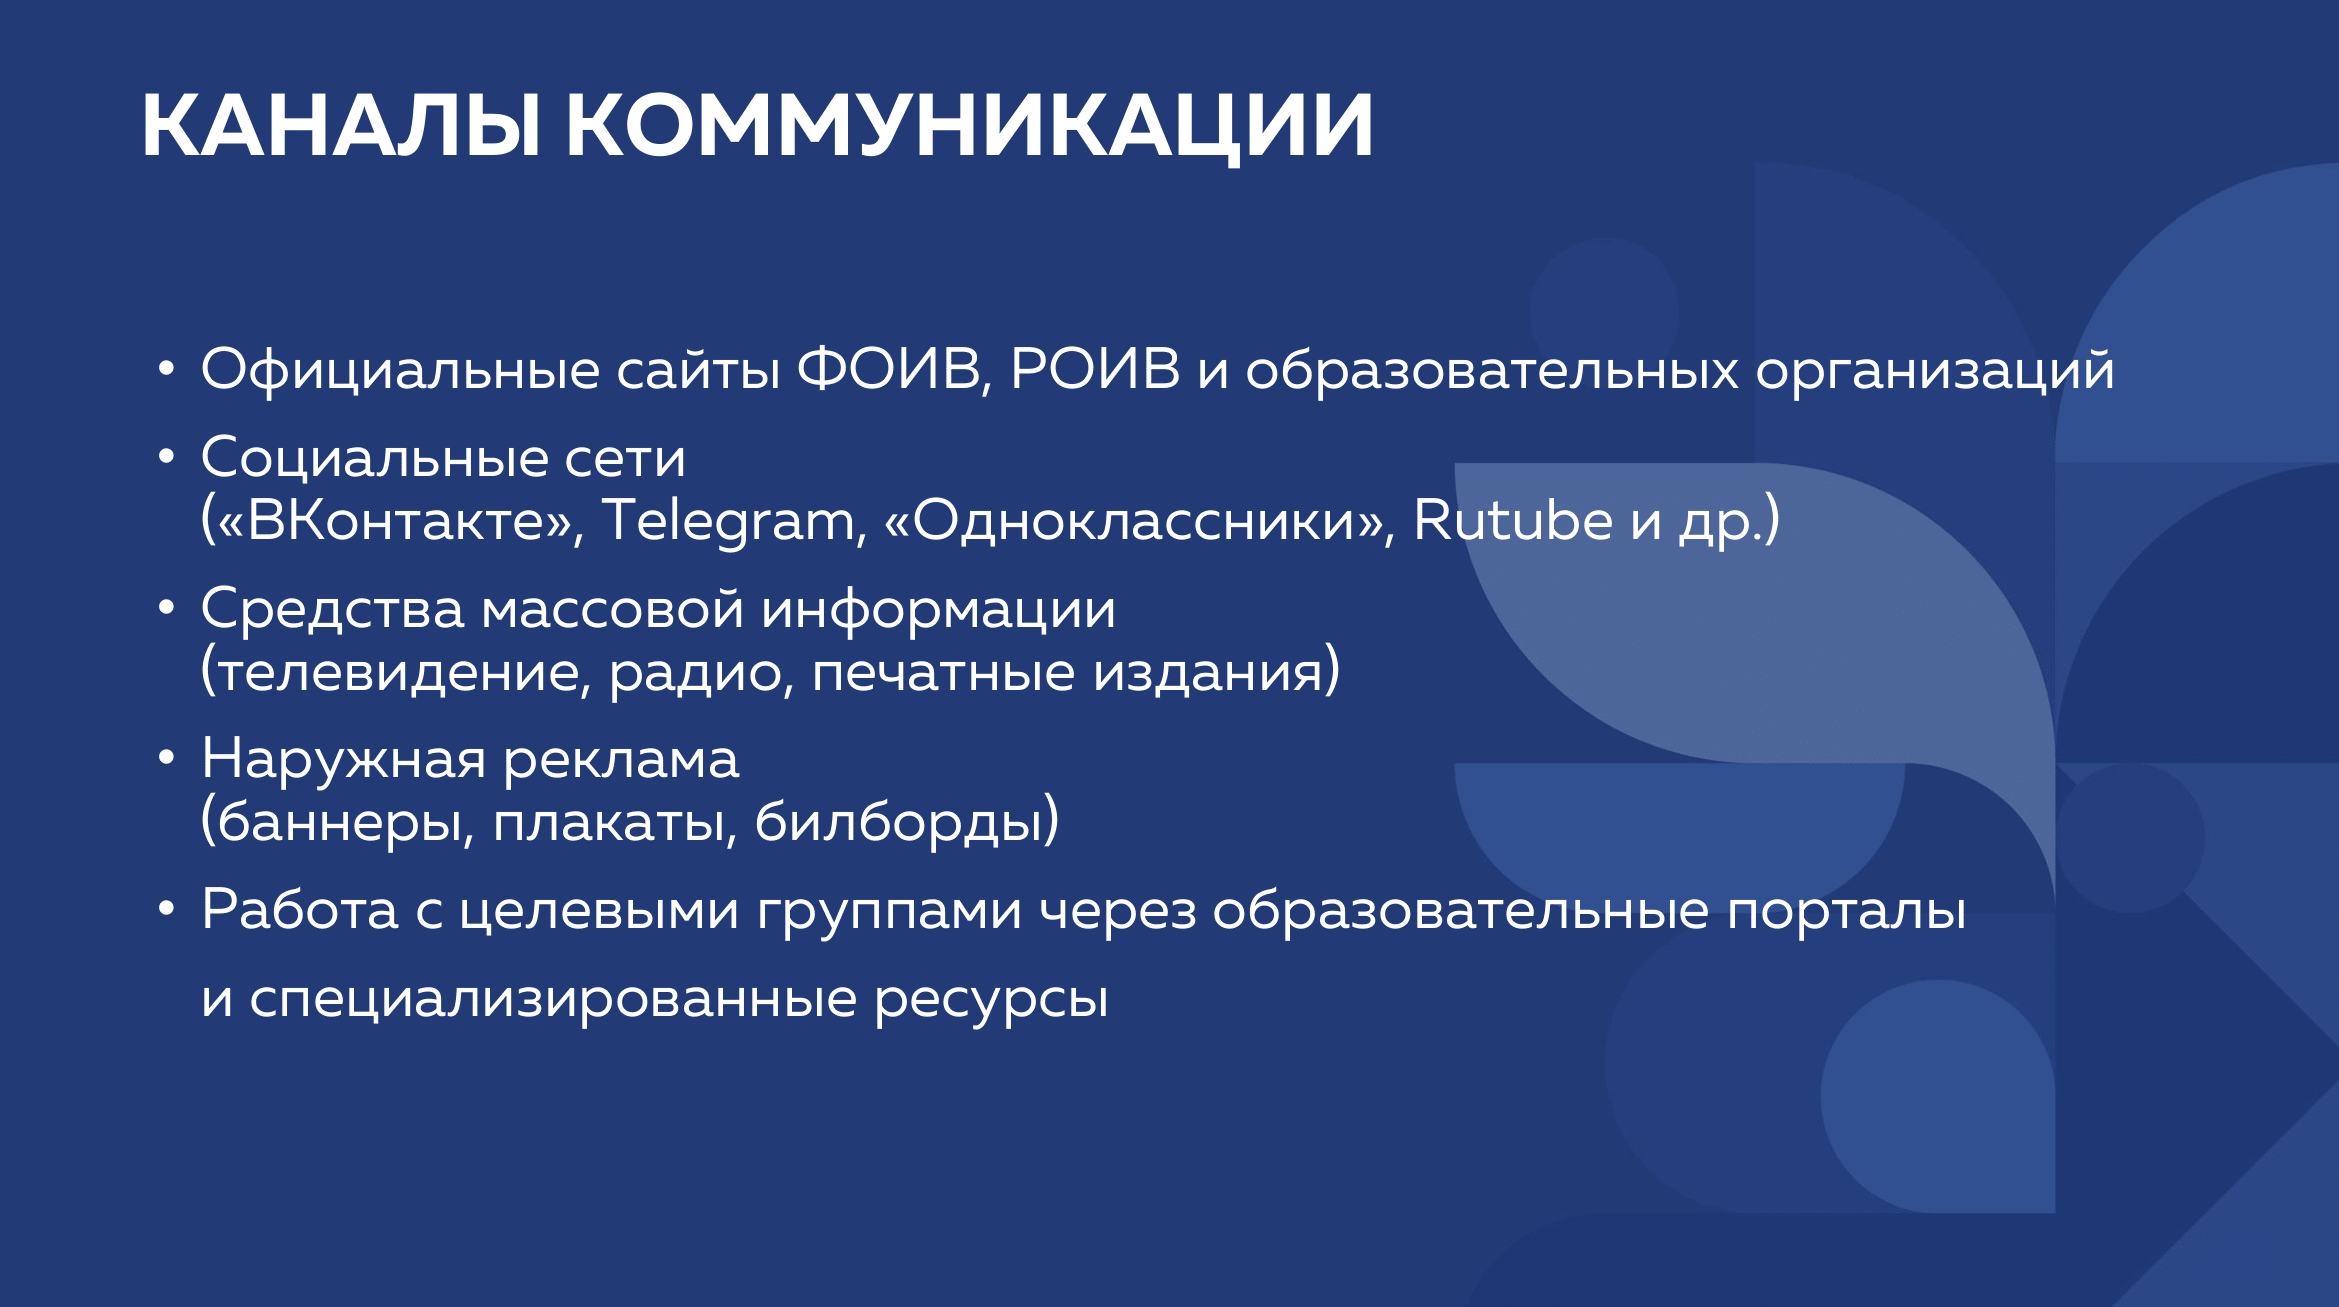 КАНАЛЫ КОММУНИКАЦИИ
• Официальные сайты ФОИВ, РОИВ и образовательных организаций
• Социальные сети
(«ВКонтакте», Telegram, «Одноклассники», Rutube и др.)
• Средства массовой информации
(телевидение, радио, печатные издания)
• Наружная реклама
(баннеры, плакаты, билборды)
• Работа с целевыми группами через образовательные порталы
и специализированные ресурсы